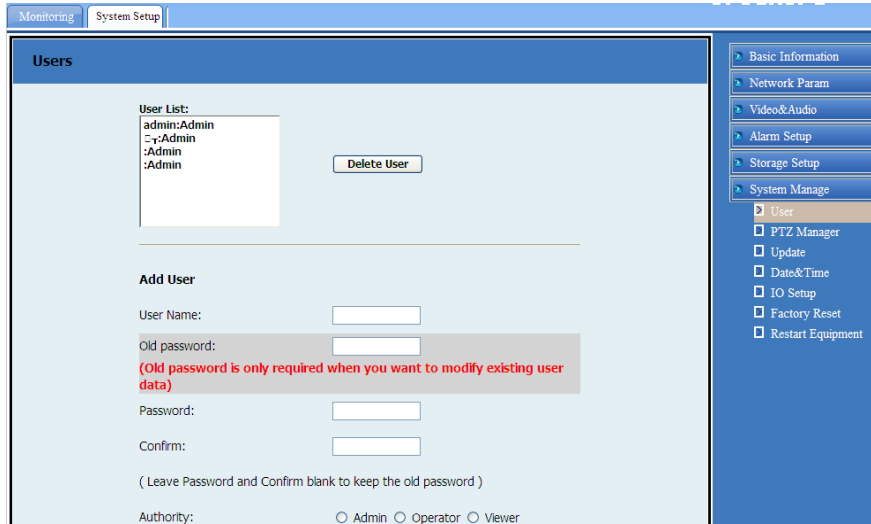 Monitoring
System Setup
Users
User List:
admin:Admin
:Admin
:Admin
:Admin
Delete User
Add User
User Name:
Old password:
(Old password is only required when you want to modify existing user
data)
Password:
Confirm:
( Leave Password and Confirm blank to keep the old password )
Authority:
Admin
Operator
Viewer
Basic Information
Network Param
Video&Audio
Alarm Setup
Storage Setup
System Manage
User
PTZ Manager
Update
Date&Time
IO Setup
Factory Reset
Restart Equipment